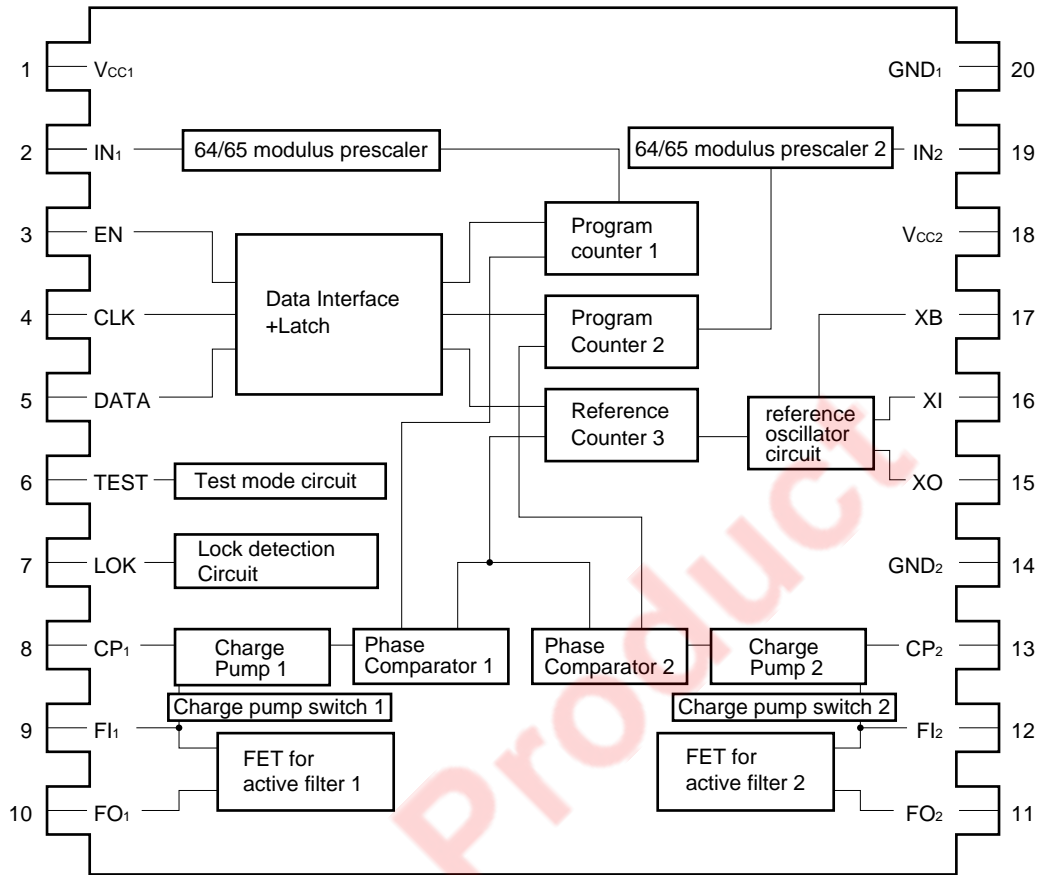 1 VCC1 GND1 20
2 IN1 64/65 modulus prescaler 64/65 modulus prescaler 2 IN2 19
3 EN Program
counter 1 VCC2 18
Data Interface
+Latch
4 CLK Program
Counter 2 XB 17
5 DATA Reference
Counter 3 reference
oscillator
circuit XI 16
6 TEST Test mode circuit XO 15
7 LOK Lock detection
Circuit GND2 14
8 CP1 Charge
Pump 1 Phase
Comparator 1 Phase
Comparator 2 Charge
Pump 2 CP2 13
Charge pump switch 1 Charge pump switch 2
9 FI1 FI2 12
FET for
active filter 1 FET for
active filter 2
10 FO1 FO2 11
Product